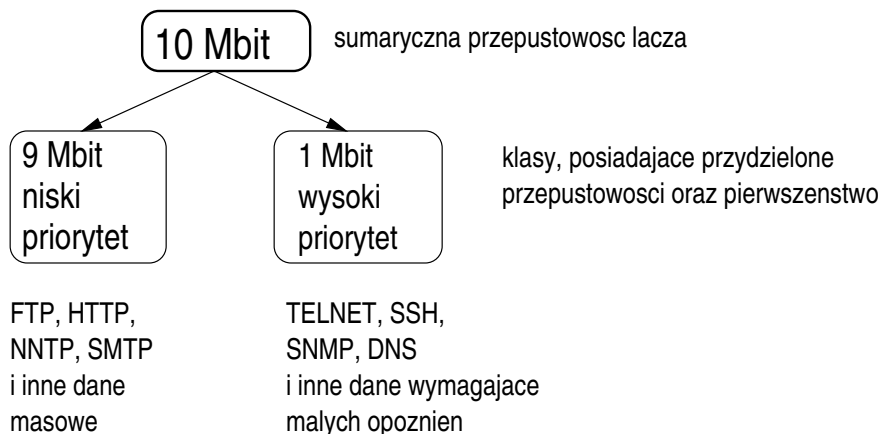 10 Mbit
sumaryczna przepustowosc lacza
9 Mbit
niski
priorytet
1 Mbit
wysoki
priorytet
klasy, posiadajace przydzielone
przepustowosci oraz pierwszenstwo
FTP, HTTP,
NNTP, SMTP
i inne dane
masowe
TELNET, SSH,
SNMP, DNS
i inne dane wymagajace
malych opoznien